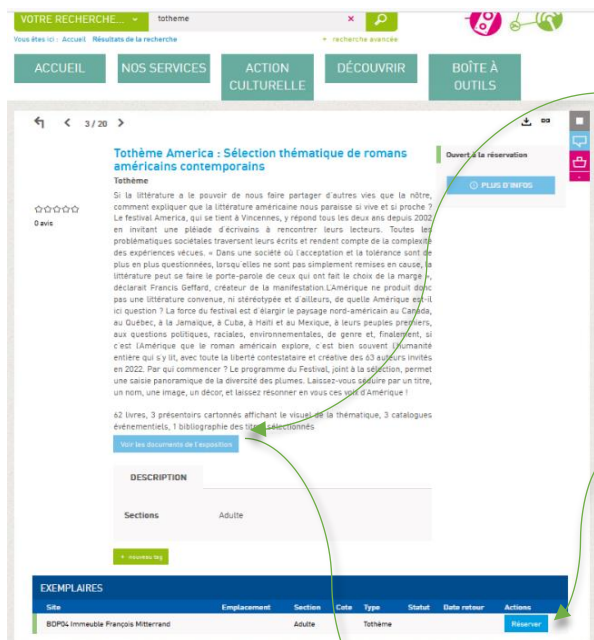 VOTRE RECHERCHE... totheme ×
Vous êtes ici : Accueil Résultats de la recherche + recherche avancée
ACCUEIL NOS SERVICES ACTION CULTURELLE DÉCOUVRIR BOÎTE À OUTILS
3/20
Tothème America : Sélection thématique de romans
américains contemporains
Ouvert à la réservation
PLUS D'INFOS
0 avis
Tothème
Si la littérature a le pouvoir de nous faire partager d'autres vies que la nôtre,
comment expliquer que la littérature américaine nous paraisse si vive et si proche ?
Le festival America, qui se tient à Vincennes, y répond tous les deux ans depuis 2002
en invitant une pléiade d'écrivains à rencontrer leurs lecteurs. Toutes les
problématiques sociétales traversent leurs écrits et rendent compte de la complexité
des expériences vécues. « Dans une société où l'acceptation et la tolérance sont de
plus en plus questionnées, lorsqu'elles ne sont pas simplement remises en cause, la
littérature peut se faire le porte-parole de ceux qui ont fait le choix de la marge »,
déclarait Francis Geffard, créateur de la manifestation.L'Amérique ne produit donc
pas une littérature convenue, ni stéréotypée et d'ailleurs, de quelle Amérique est-il
ici question ? La force du festival est d'élargir le paysage nord-américain au Canada,
au Québec, à la Jamaïque, à Cuba, à Haïti et au Mexique, à leurs peuples premiers,
aux questions politiques, raciales, environnementales, de genre et, finalement, si
c'est l'Amérique que le roman américain explore, c'est bien souvent l'humanité
entière qui s'y lit, avec toute la liberté contestataire et créative des 63 auteurs invités
en 2022. Par qui commencer ? Le programme du Festival, joint à la sélection, permet
une saisie panoramique de la diversité des plumes. Laissez-vous séduire par un titre,
un nom, une image, un décor, et laissez résonner en vous ces voix d'Amérique !
62 livres, 3 présentoirs cartonnés affichant le visuel de la thématique, 3 catalogues
événementiels, 1 bibliographie des titres sélectionnés
Voir les documents de l'exposition
DESCRIPTION
Sections Adulte
+ nouveau tag
EXEMPLAIRES
Site Emplacement Section Cote Type Statut Date retour Actions
BDP04 Immeuble François Mitterrand Adulte Tothème Réserver